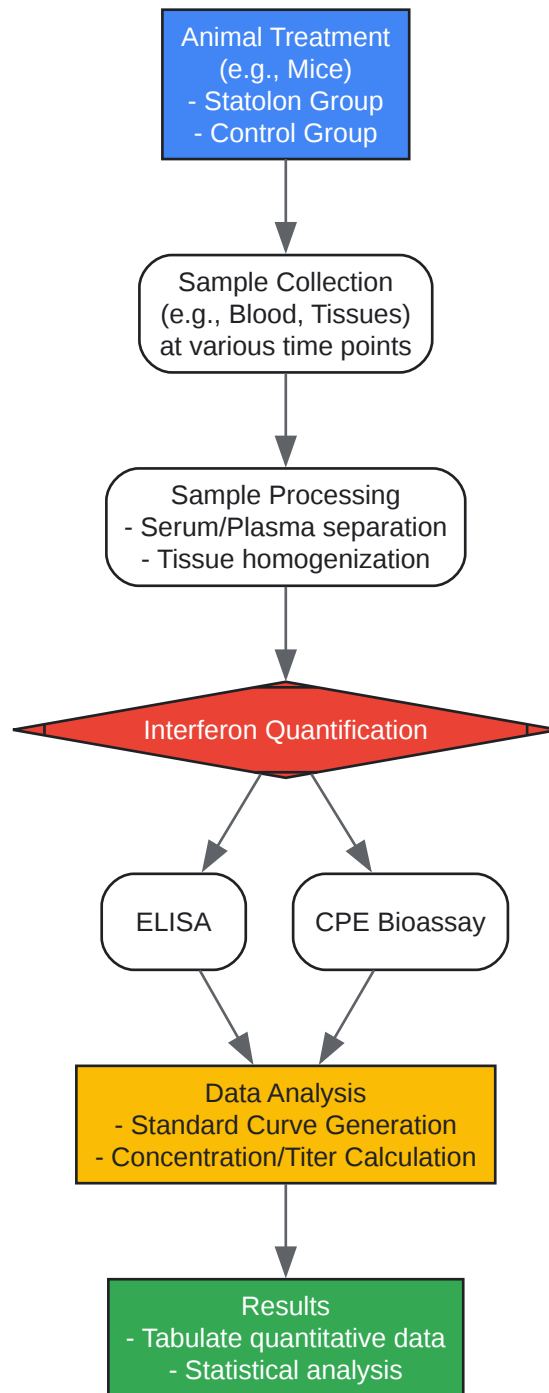 Animal Treatment
(e.g., Mice)
- Statolon Group
- Control Group
Sample Collection
(e.g., Blood, Tissues)
at various time points
Sample Processing
- Serum/Plasma separation
- Tissue homogenization
Interferon Quantification
ELISA
CPE Bioassay
Data Analysis
- Standard Curve Generation
- Concentration/Titer Calculation
Results
- Tabulate quantitative data
- Statistical analysis